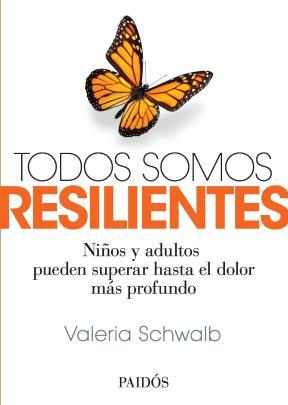 TODOS SOMOS
RESILIENTES
Niños y adultos
pueden superar hasta el dolor
más profundo
Valeria Schwalb
PAIDÓS